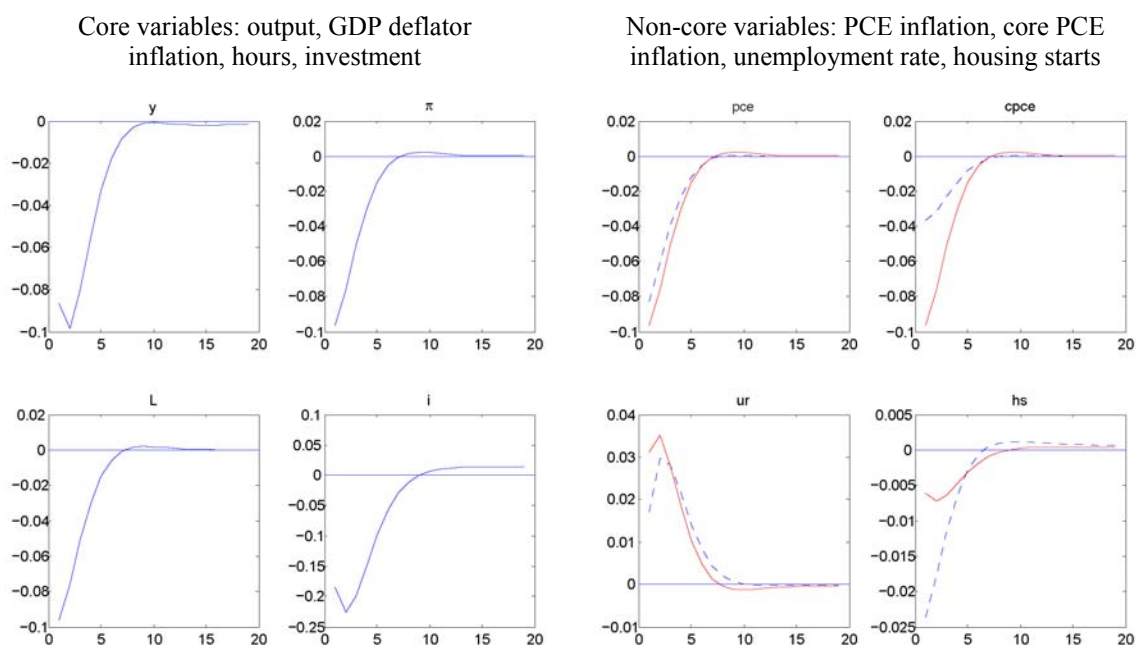 Core variables: output, GDP deflator
inflation, hours, investment
Non-core variables: PCE inflation, core PCE
inflation, unemployment rate, housing starts
y
0
−0.02
−0.04
−0.06
−0.08
−0.1
0 5 10 15 20
π
0.02
0
−0.02
−0.04
−0.06
−0.08
−0.1
0 5 10 15 20
pce
0.02
0
−0.02
−0.04
−0.06
−0.08
−0.1
0 5 10 15 20
cpce
0.02
0
−0.02
−0.04
−0.06
−0.08
−0.1
0 5 10 15 20
L
0.02
0
−0.02
−0.04
−0.06
−0.08
−0.1
0 5 10 15 20
i
0.1
0.05
0
−0.05
−0.1
−0.15
−0.2
−0.25
0 5 10 15 20
ur
0.04
0.03
0.02
0.01
0
−0.01
0 5 10 15 20
hs
0.005
0
−0.005
−0.01
−0.015
−0.02
−0.025
0 5 10 15 20